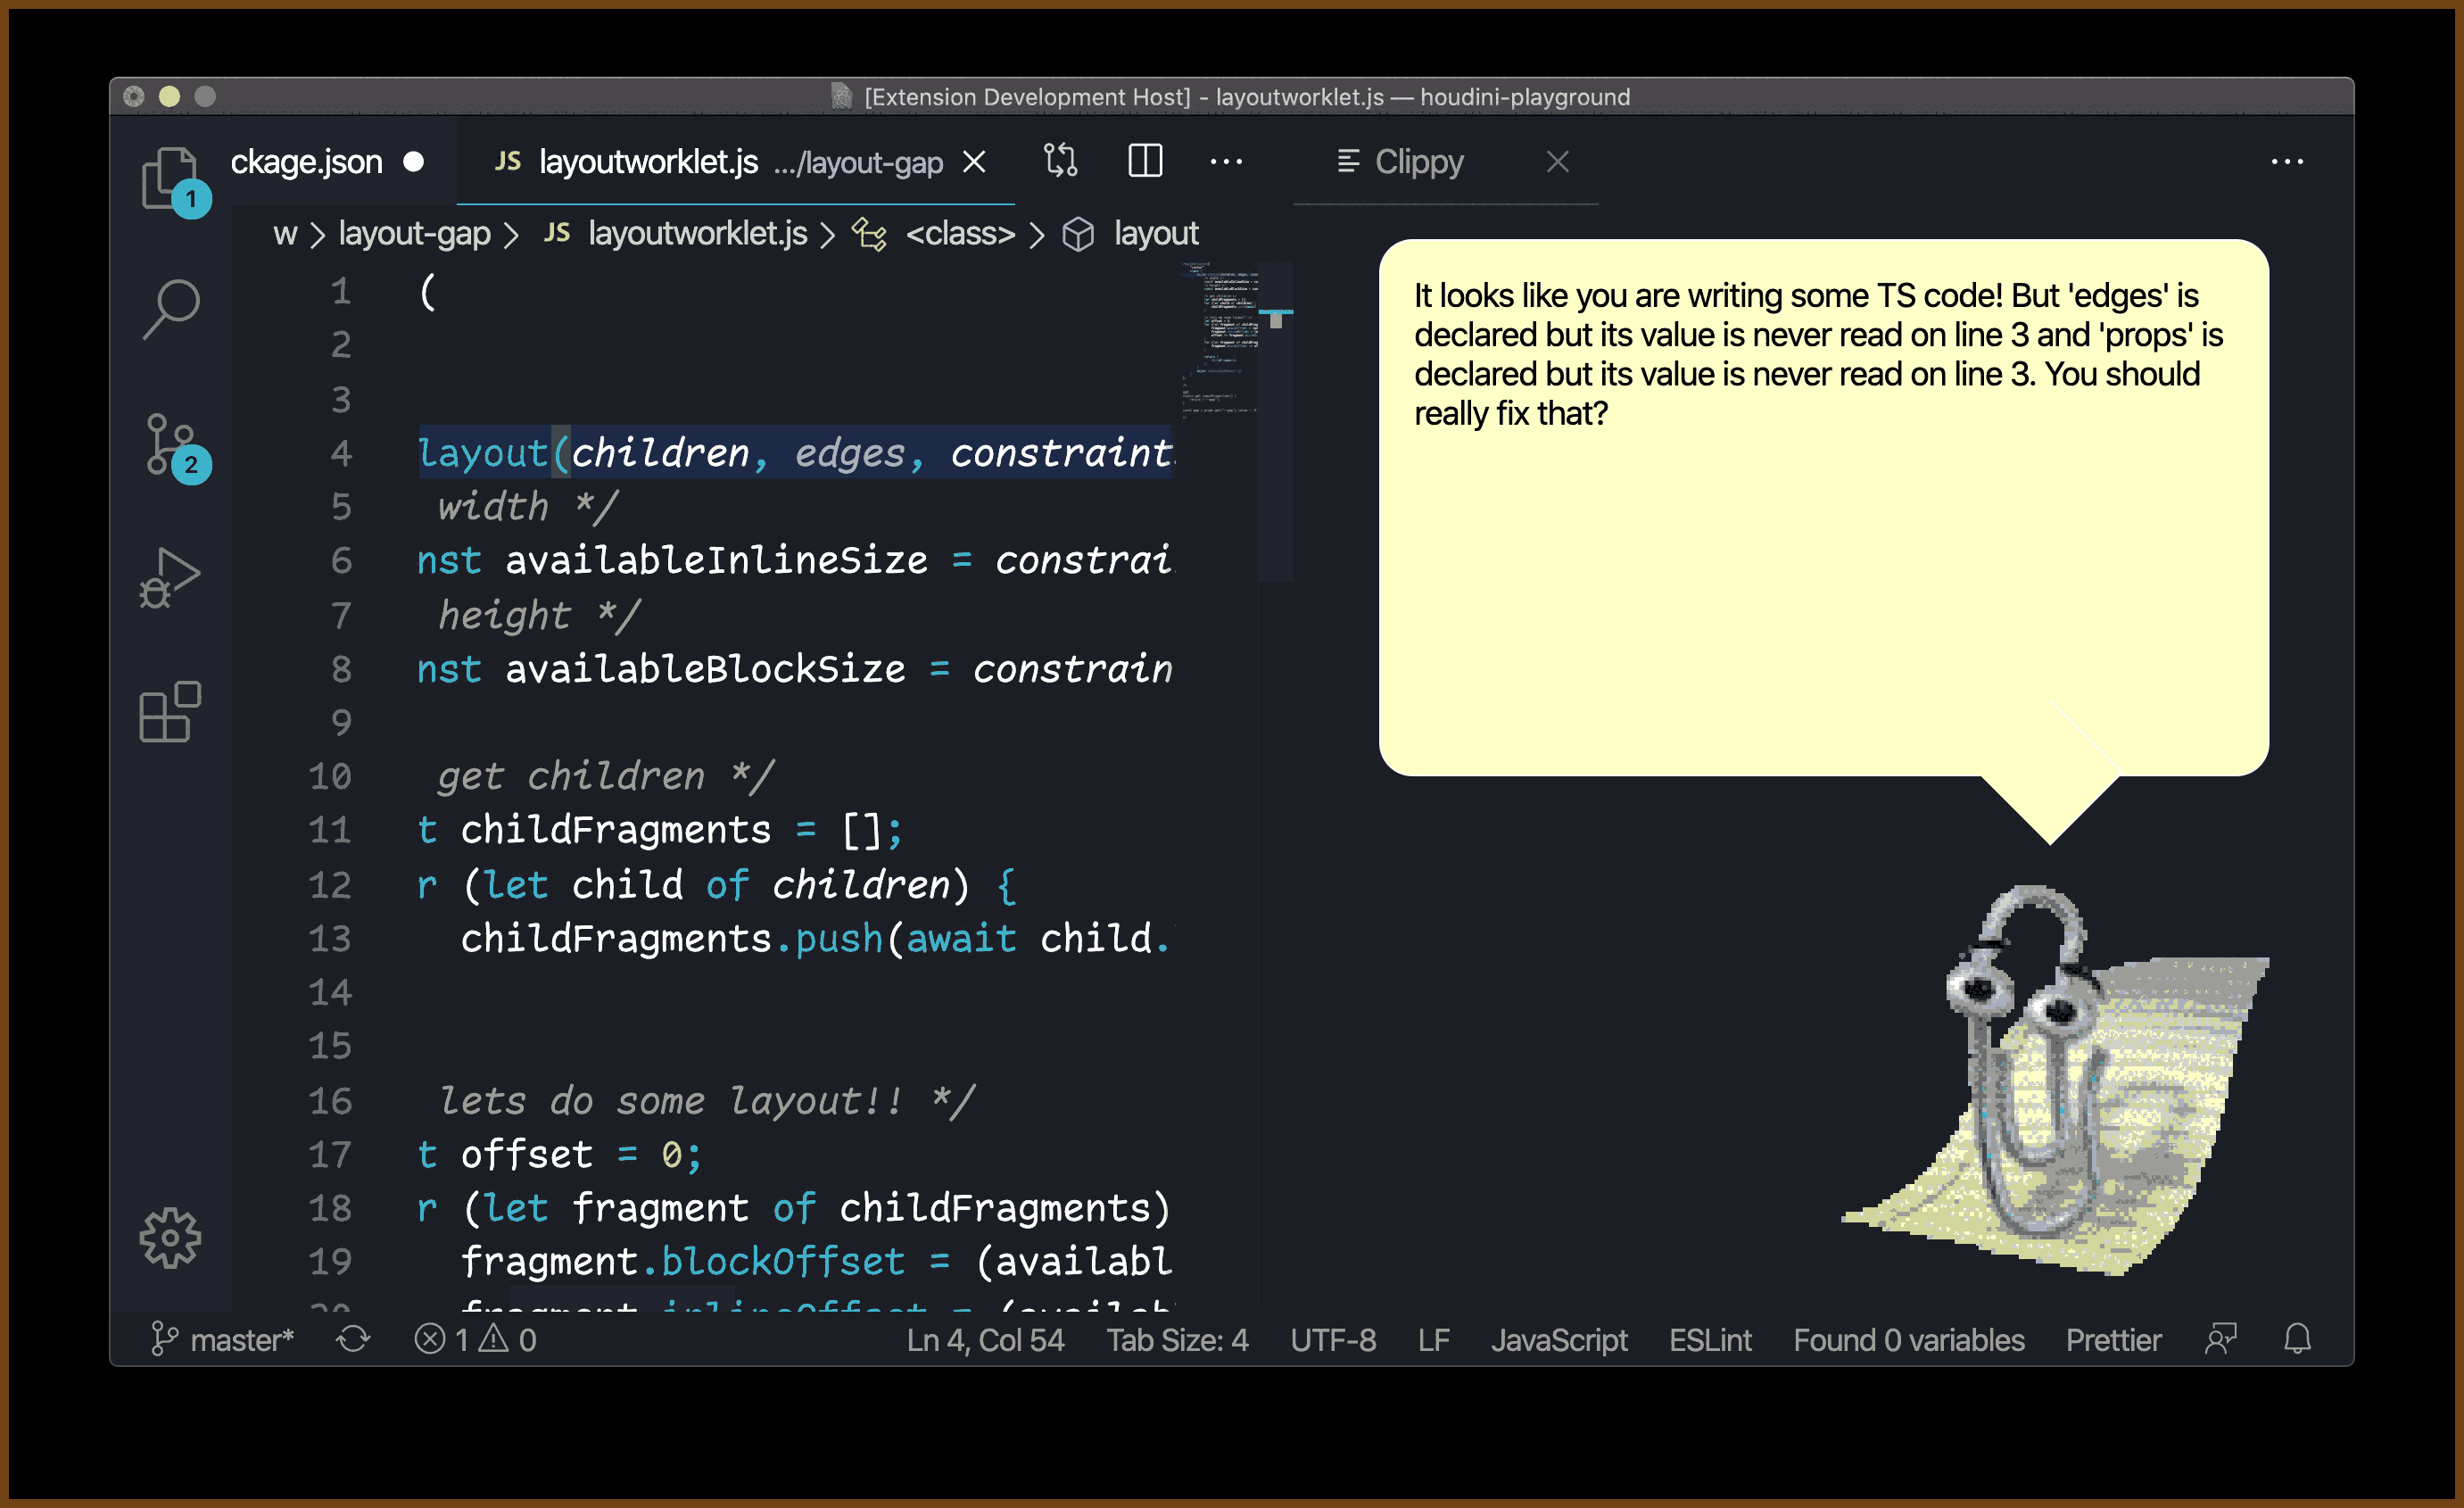 [Extension Development Host] - layoutworklet.js — houdini-playground
ckage.json ● JS layoutworklet.js .../layout-gap
Clippy
1
w > layout-gap > JS layoutworklet.js > <class> > layout
1 (
2
3
4 layout(children, edges, constraint
5 width */
6 nst availableInlineSize = constrai
7 height */
8 nst availableBlockSize = constrain
9
10 get children */
11 t childFragments = [];
12 r (let child of children) {
13 childFragments.push(await child.
14
15
16 lets do some layout!! */
17 t offset = 0;
18 r (let fragment of childFragments)
19 fragment.blockOffset = (availabl
20 fragment.inlineOffset = (availab
2
It looks like you are writing some TS code! But 'edges' is
declared but its value is never read on line 3 and 'props' is
declared but its value is never read on line 3. You should
really fix that?
master* 1 0 Ln 4, Col 54 Tab Size: 4 UTF-8 LF JavaScript ESLint Found 0 variables Prettier